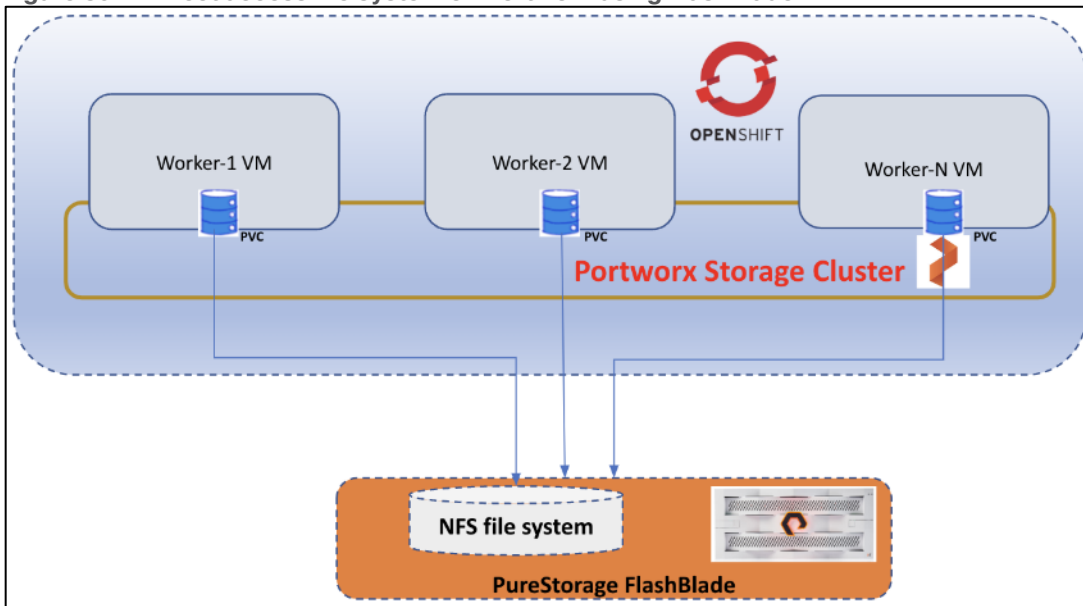 OPENSHIFT
Worker-1 VM
Worker-2 VM
Worker-N VM
PVC
PVC
PVC
Portworx Storage Cluster
NFS file system
PureStorage FlashBlade